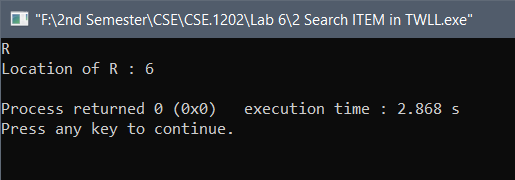 "F:\2nd Semester\CSE\CSE.1202\Lab 6\2 Search ITEM in TWLL.exe"
R
Location of R : 6
Process returned 0 (0x0)   execution time : 2.868 s
Press any key to continue.